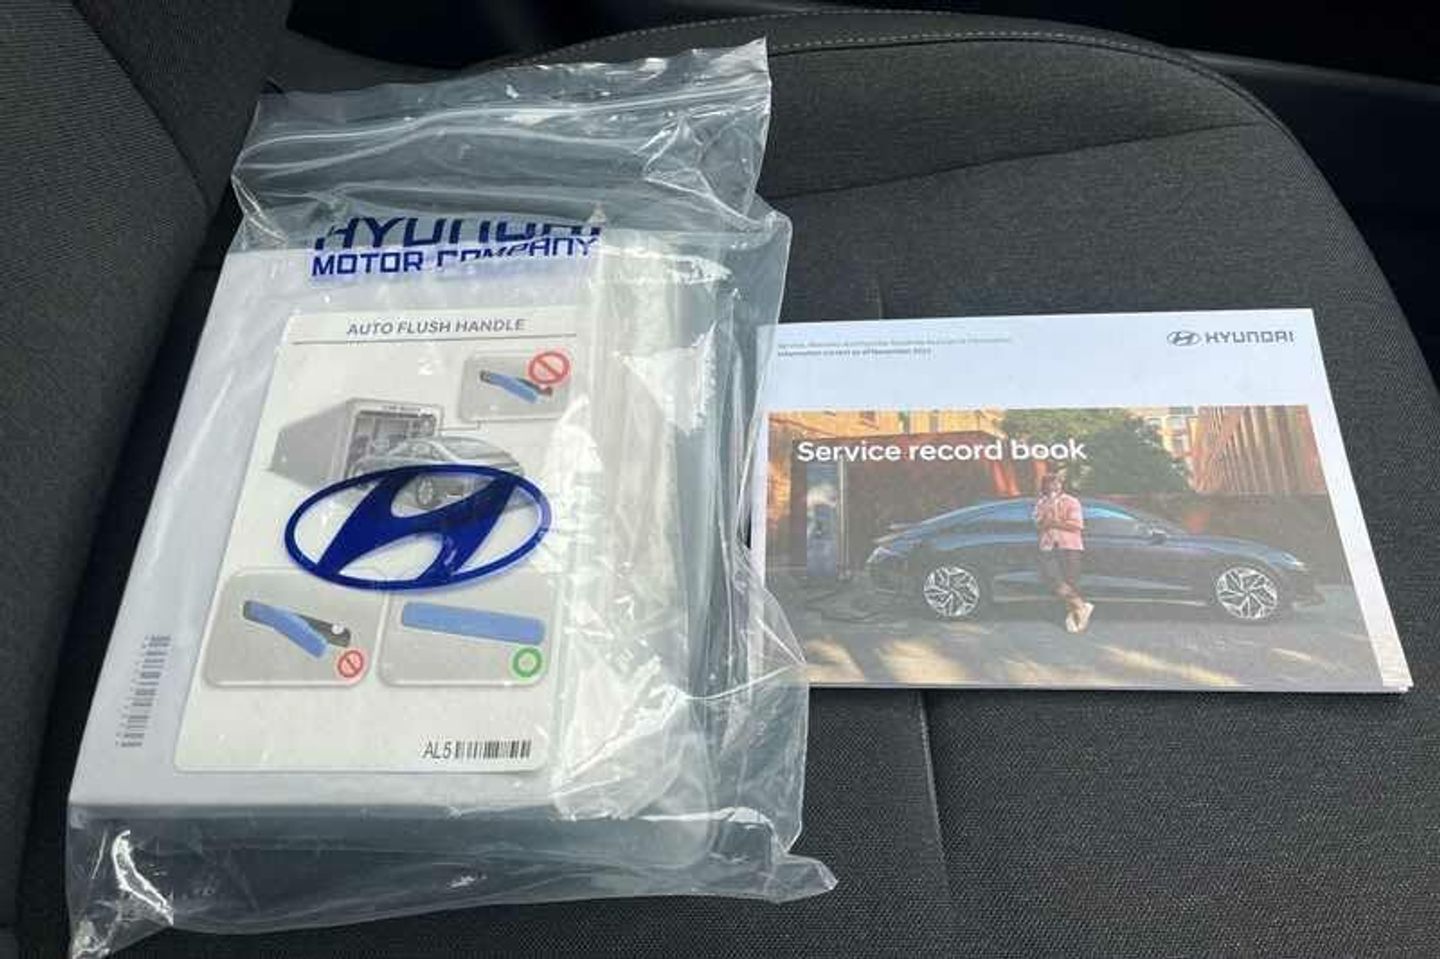 HYUNDAI
MOTOR COMPANY
AUTO FLUSH HANDLE
AL5
HYUNDAI
Service record book